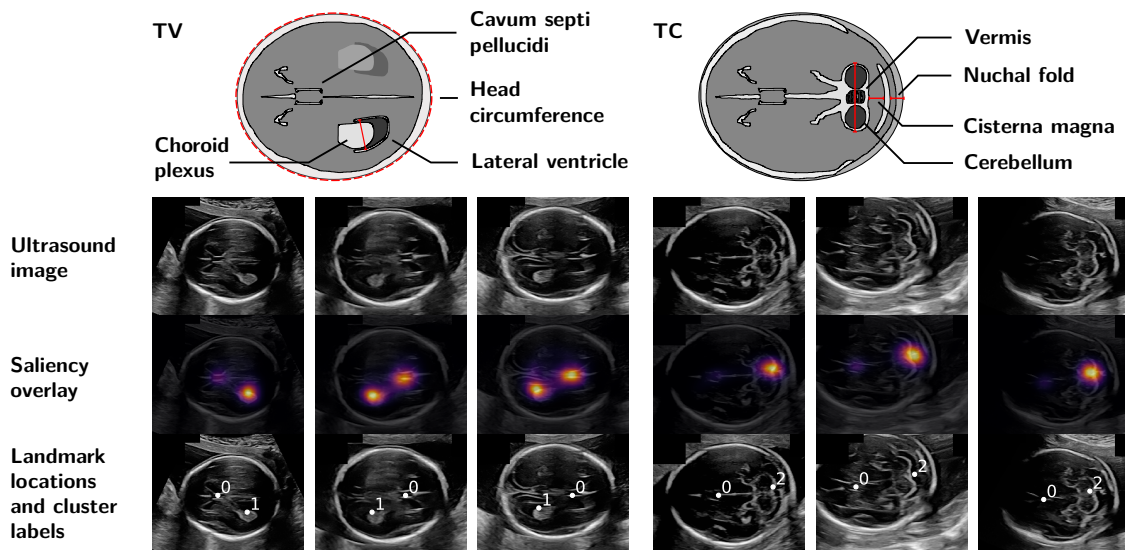 TV
Cavum septi
pellucidi
Head
circumference
Choroid
plexus
Lateral ventricle
TC
Vermis
Nuchal fold
Cisterna magna
Cerebellum
Ultrasound
image
Saliency
overlay
Landmark
locations
and cluster
labels
0
1
0
1
0
1
0
2
0
2
0
2